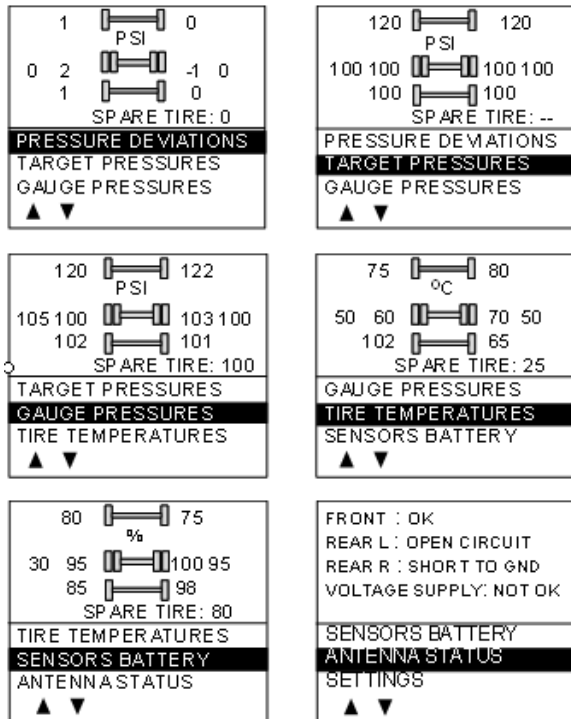 1 0
PSI
0 2 -1 0
1 0
SPARE TIRE: 0
PRESSURE DEVIATIONS
TARGET PRESSURES
GAUGE PRESSURES
▲ ▼
120 120
PSI
100 100 100 100
100 100
SPARE TIRE: --
PRESSURE DEVIATIONS
TARGET PRESSURES
GAUGE PRESSURES
▲ ▼
120 122
PSI
105 100 103 100
102 101
SPARE TIRE: 100
TARGET PRESSURES
GAUGE PRESSURES
TIRE TEMPERATURES
▲ ▼
75 80
ºC
50 60 70 50
102 65
SPARE TIRE: 25
GAUGE PRESSURES
TIRE TEMPERATURES
SENSORS BATTERY
▲ ▼
80 75
%
30 95 100 95
85 98
SPARE TIRE: 80
TIRE TEMPERATURES
SENSORS BATTERY
ANTENNA STATUS
▲ ▼
FRONT : OK
REAR L : OPEN CIRCUIT
REAR R : SHORT TO GND
VOLTAGE SUPPLY: NOT OK
SENSORS BATTERY
ANTENNA STATUS
SETTINGS
▲ ▼